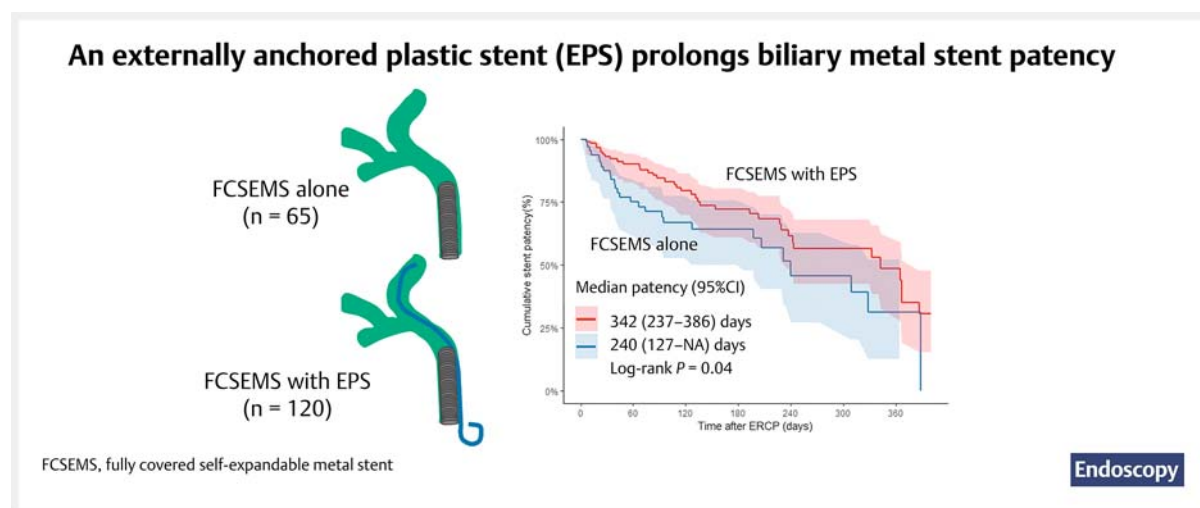 An externally anchored plastic stent (EPS) prolongs biliary metal stent patency
FCSEMS alone
(n = 65)
FCSEMS with EPS
(n = 120)
FCSEMS, fully covered self-expandable metal stent
Cumulative stent patency(%)
100%
75%
50%
25%
0%
FCSEMS with EPS
FCSEMS alone
Median patency (95%CI)
342 (237–386) days
240 (127–NA) days
Log-rank P = 0.04
0 60 120 180 240 300 360
Time after ERCP (days)
Endoscopy